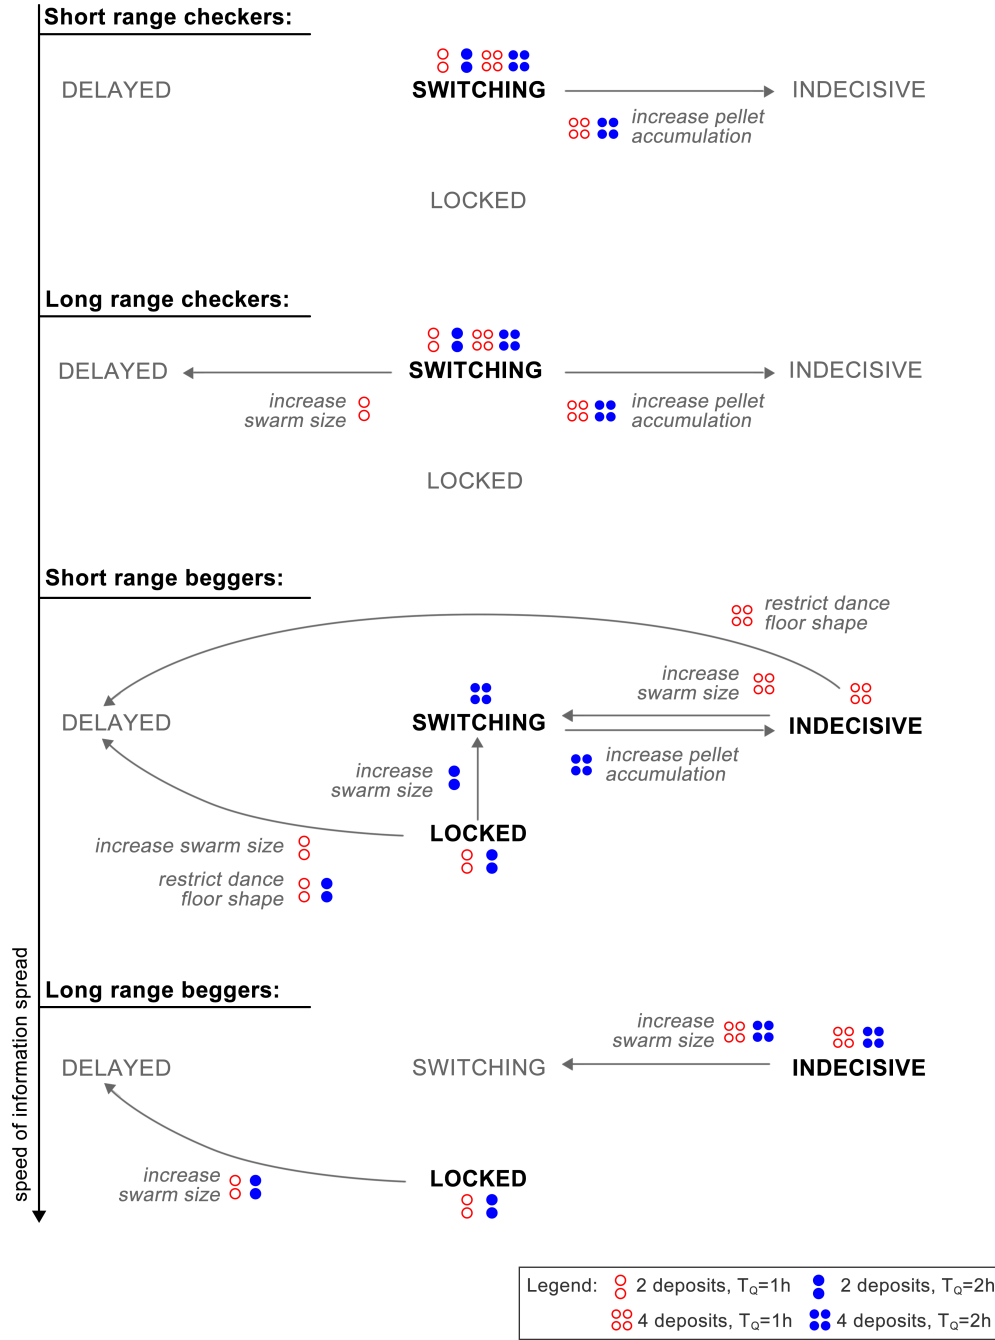 Short range checkers:
DELAYED
SWITCHING
INDECISIVE
increase pellet
accumulation
LOCKED
Long range checkers:
DELAYED
SWITCHING
INDECISIVE
increase
swarm size
increase pellet
accumulation
LOCKED
Short range beggers:
restrict dance
floor shape
increase
swarm size
DELAYED
SWITCHING
INDECISIVE
increase pellet
accumulation
increase
swarm size
LOCKED
increase swarm size
restrict dance
floor shape
speed of information spread
Long range beggers:
increase
swarm size
DELAYED
SWITCHING
INDECISIVE
increase
swarm size
LOCKED
Legend: 2 deposits, TQ=1h 2 deposits, TQ=2h
4 deposits, TQ=1h 4 deposits, TQ=2h